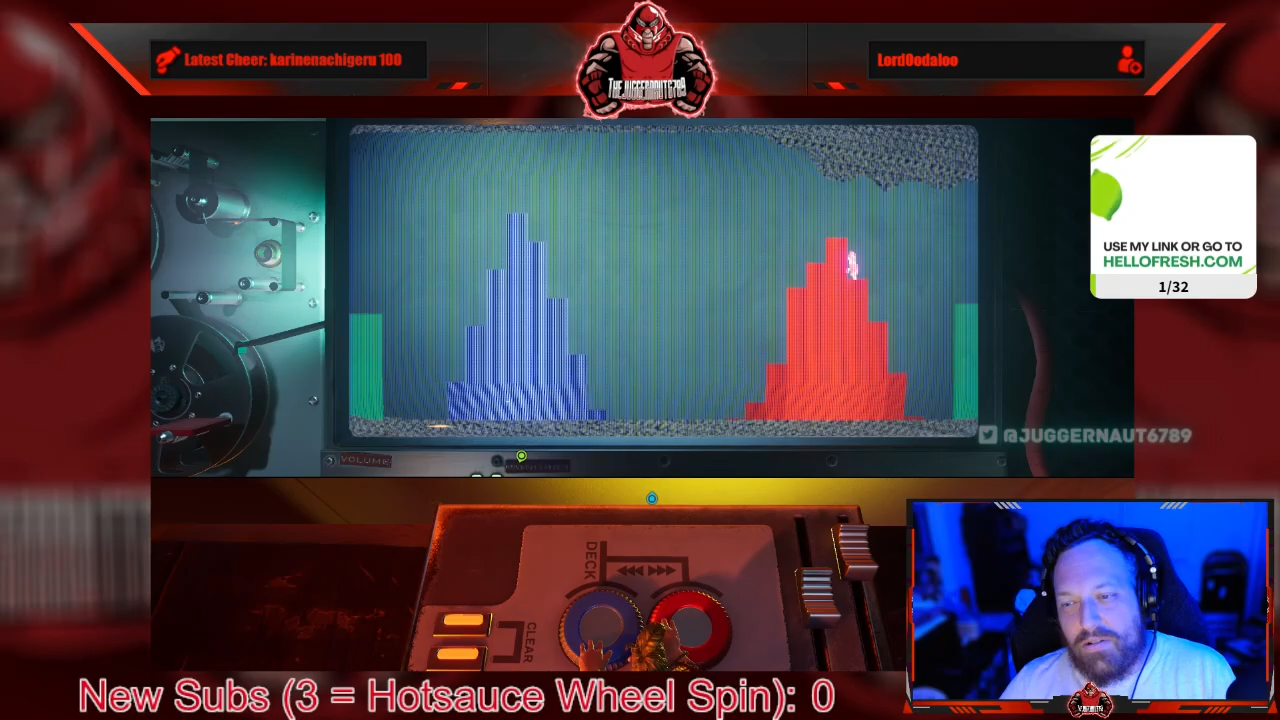 Latest Cheer: karinenachigeru 100
THEJUGGERNAUT6789
LordOodaloo
USE MY LINK OR GO TO
HELLOFRESH.COM
1/32
@JUGGERNAUT6789
VOLUME
DECK
CLEAR
New Subs (3 = Hotsauce Wheel Spin): 0